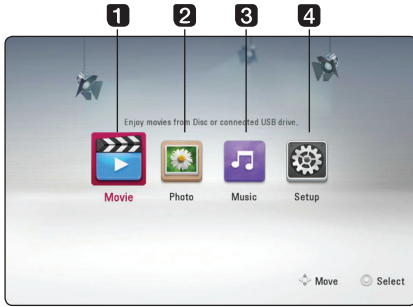 1 2 3 4
Enjoy movies from Disc or connected USB drive.
Movie Photo Music Setup
Move Select